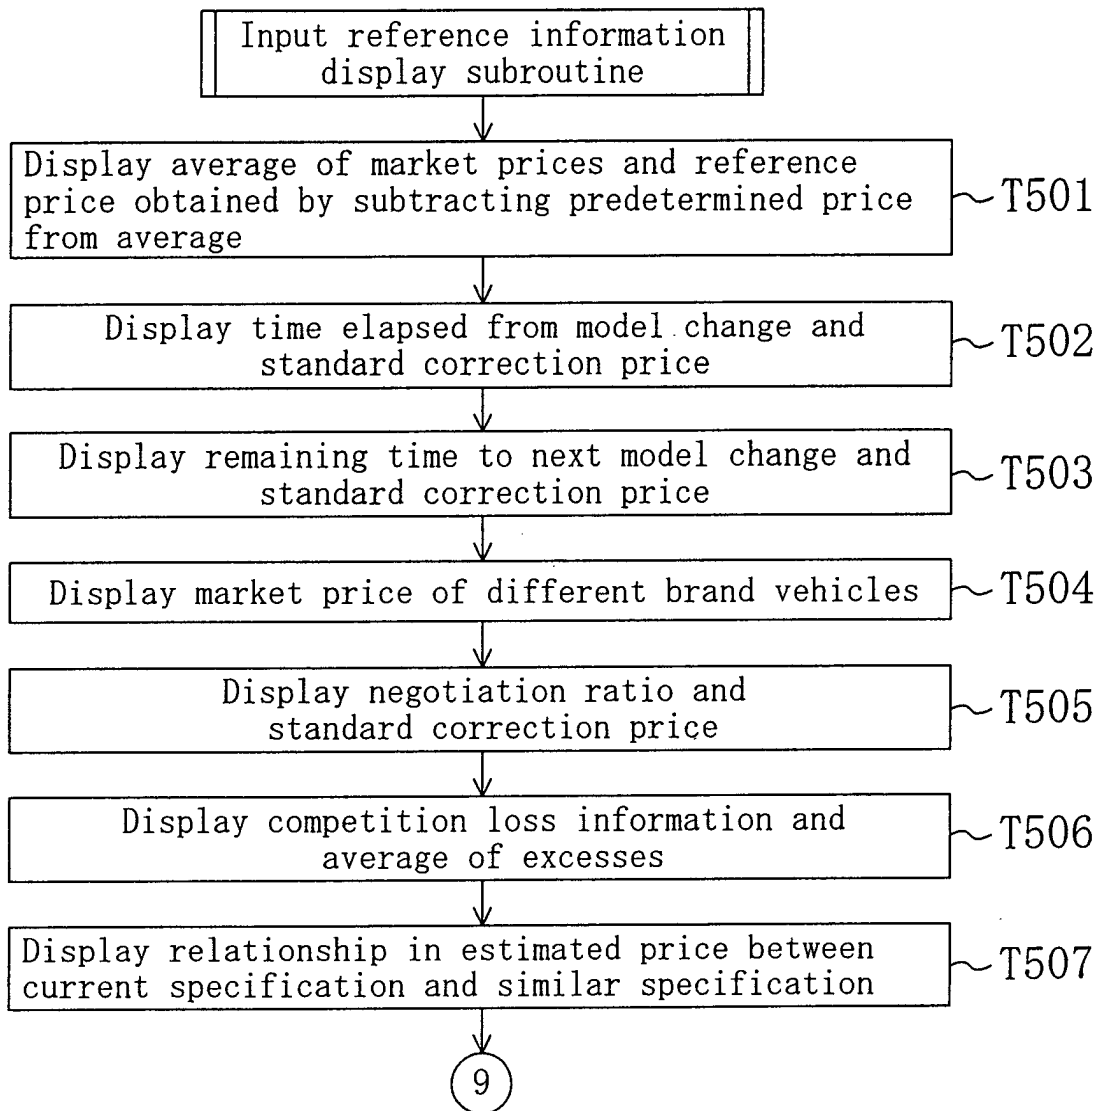 Input reference information
display subroutine
Display average of market prices and reference
price obtained by subtracting predetermined price
from average
T501
Display time elapsed from model change and
standard correction price
T502
Display remaining time to next model change and
standard correction price
T503
Display market price of different brand vehicles
T504
Display negotiation ratio and
standard correction price
T505
Display competition loss information and
average of excesses
T506
Display relationship in estimated price between
current specification and similar specification
T507
9